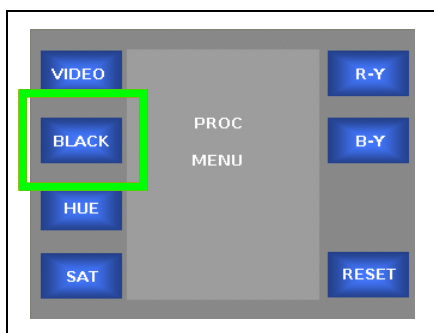 VIDEO
R-Y
PROC
BLACK
B-Y
MENU
HUE
SAT
RESET